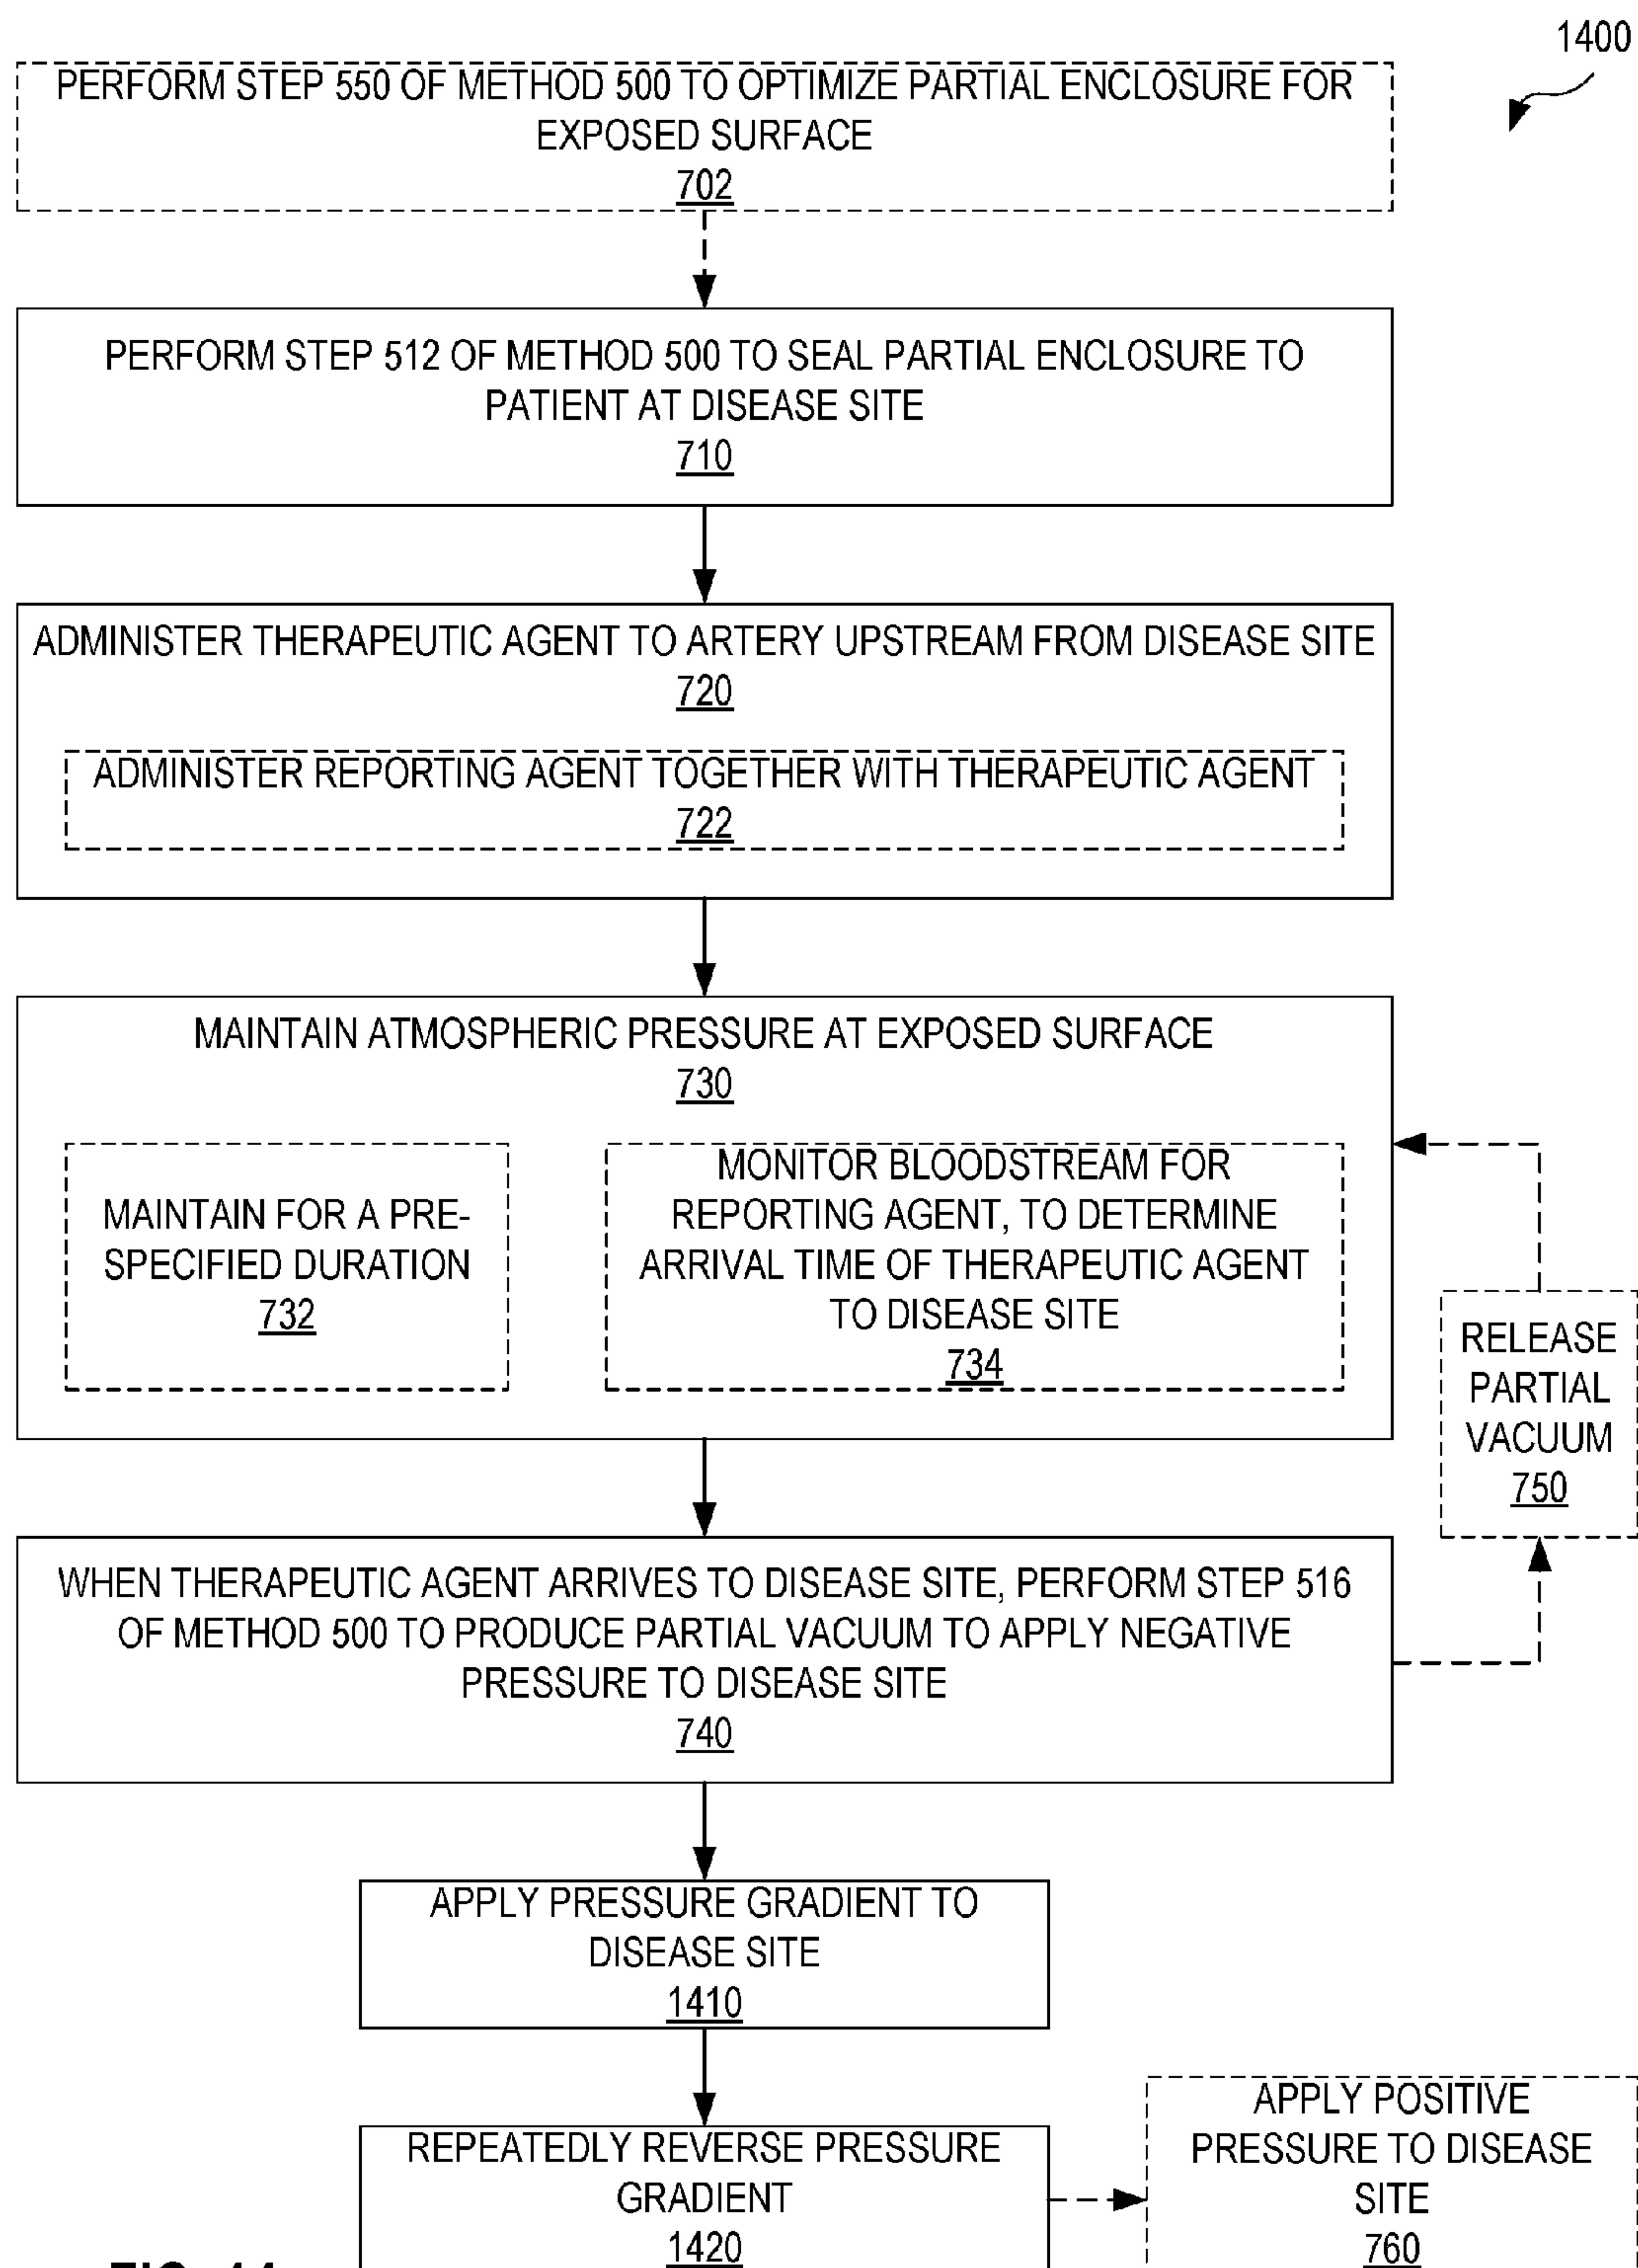 1400
PERFORM STEP 550 OF METHOD 500 TO OPTIMIZE PARTIAL ENCLOSURE FOR
EXPOSED SURFACE
702
PERFORM STEP 512 OF METHOD 500 TO SEAL PARTIAL ENCLOSURE TO
PATIENT AT DISEASE SITE
710
ADMINISTER THERAPEUTIC AGENT TO ARTERY UPSTREAM FROM DISEASE SITE
720
ADMINISTER REPORTING AGENT TOGETHER WITH THERAPEUTIC AGENT
722
MAINTAIN ATMOSPHERIC PRESSURE AT EXPOSED SURFACE
730
MAINTAIN FOR A PRE-
SPECIFIED DURATION
732
MONITOR BLOODSTREAM FOR
REPORTING AGENT, TO DETERMINE
ARRIVAL TIME OF THERAPEUTIC AGENT
TO DISEASE SITE
734
RELEASE
PARTIAL
VACUUM
750
WHEN THERAPEUTIC AGENT ARRIVES TO DISEASE SITE, PERFORM STEP 516
OF METHOD 500 TO PRODUCE PARTIAL VACUUM TO APPLY NEGATIVE
PRESSURE TO DISEASE SITE
740
APPLY PRESSURE GRADIENT TO
DISEASE SITE
1410
REPEATEDLY REVERSE PRESSURE
GRADIENT
1420
APPLY POSITIVE
PRESSURE TO DISEASE
SITE
760